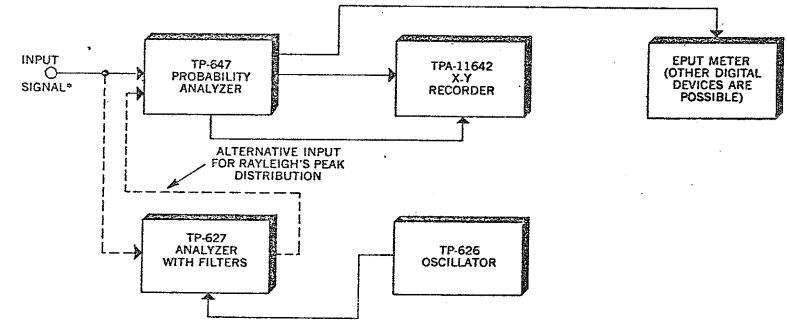 INPUT
SIGNAL*
TP-647
PROBABILITY
ANALYZER
TPA-11642
X-Y
RECORDER
EPUT METER
(OTHER DIGITAL
DEVICES ARE
POSSIBLE)
ALTERNATIVE INPUT
FOR RAYLEIGH'S PEAK
DISTRIBUTION
TP-627
ANALYZER
WITH FILTERS
TP-626
OSCILLATOR